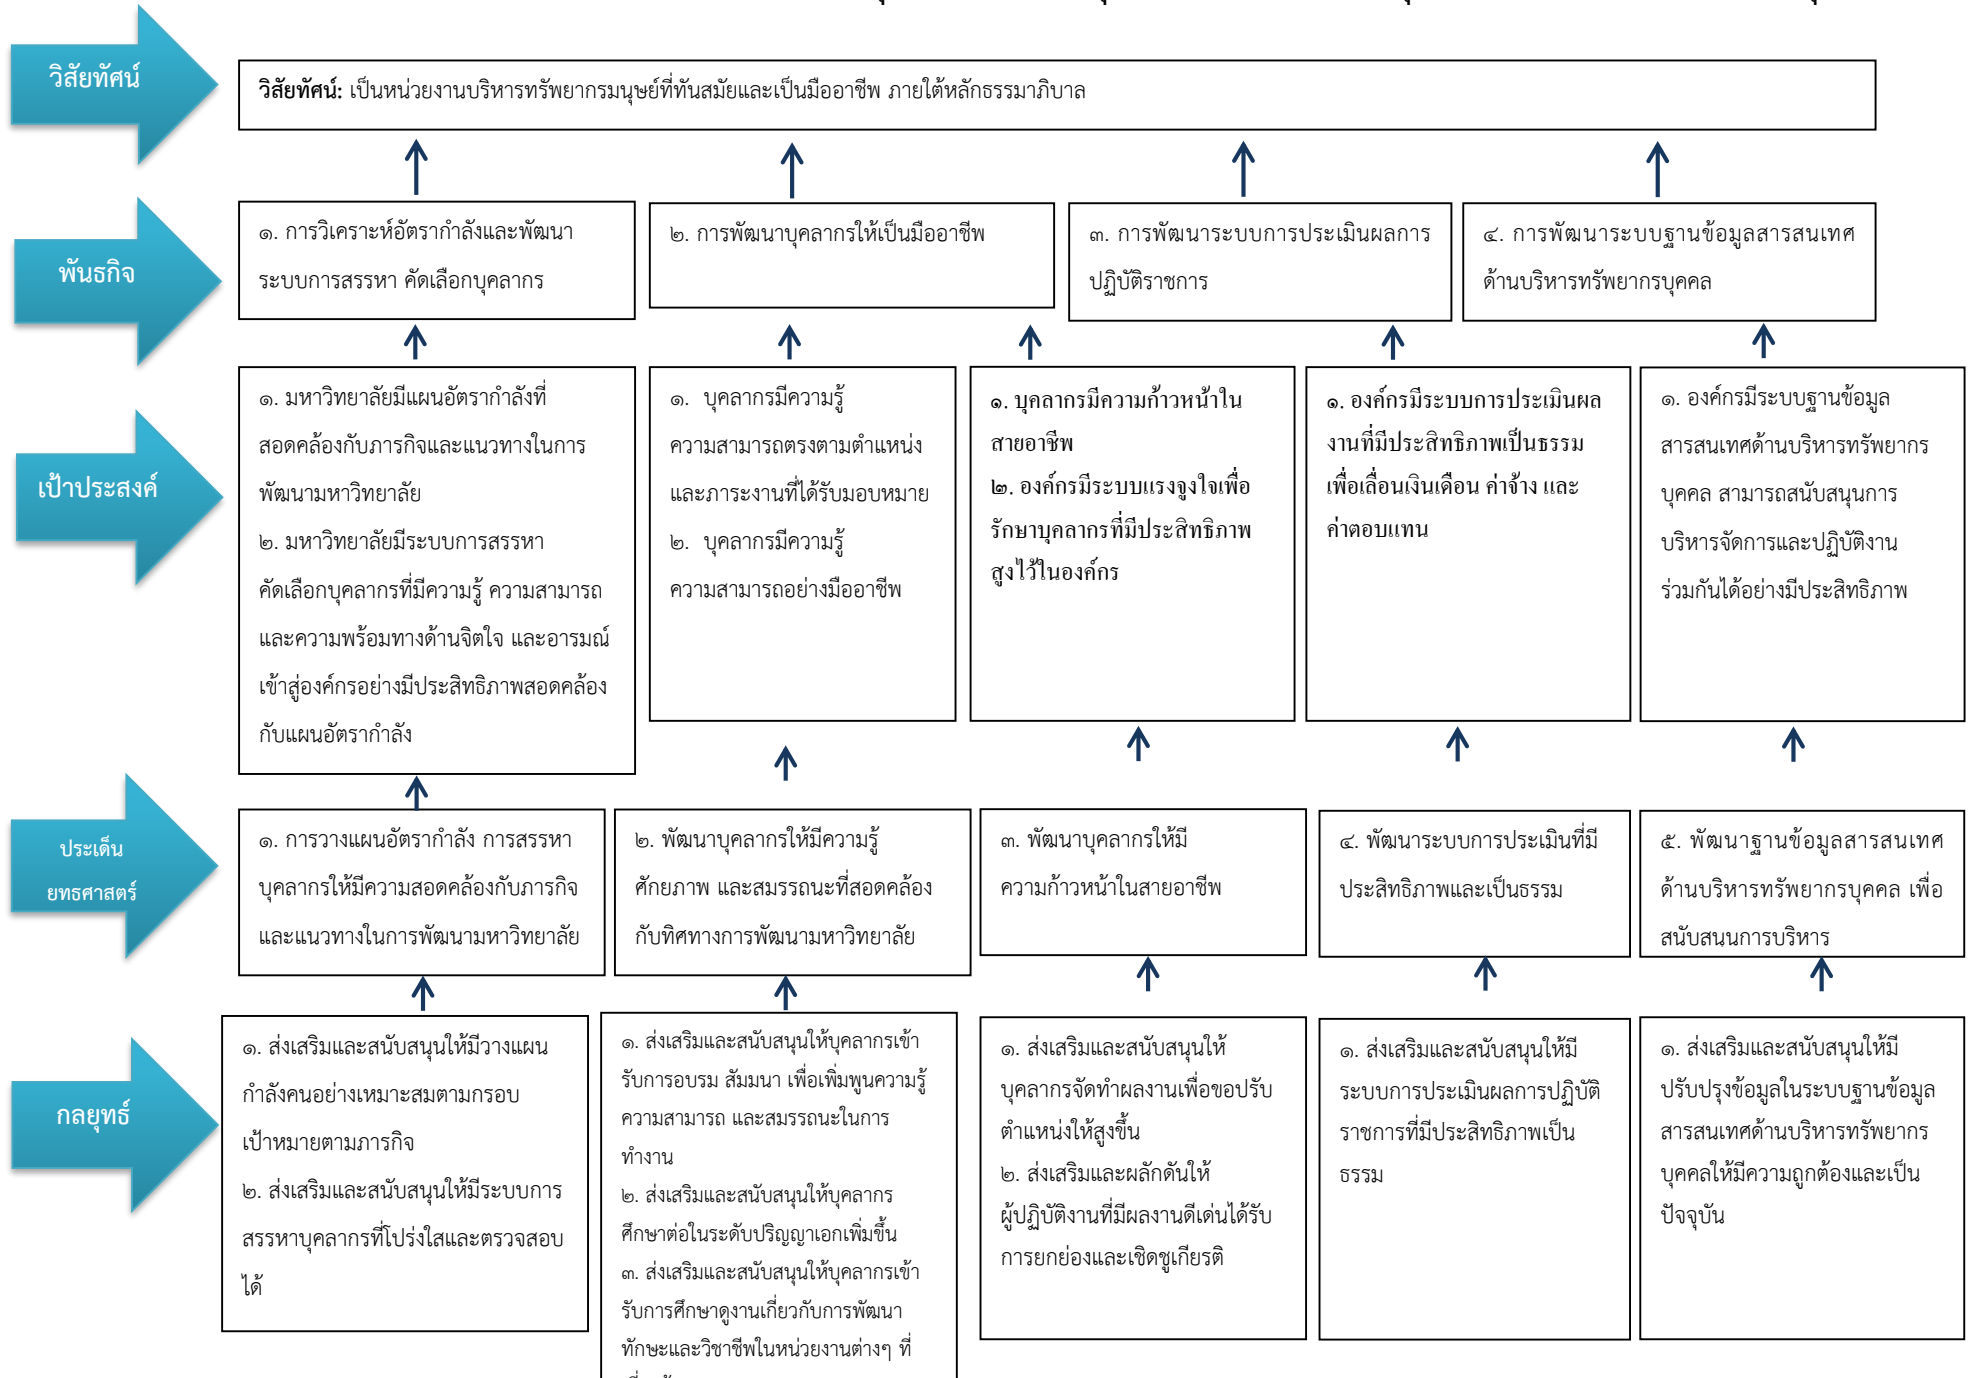 วิสัยทัศน์
วิสัยทัศน์: เป็นหน่วยงานบริหารทรัพยากรมนุษย์ที่ทันสมัยและเป็นมืออาชีพ ภายใต้หลักธรรมาภิบาล
พันธกิจ
๑. การวิเคราะห์อัตรากำลังและพัฒนา
ระบบการสรรหา คัดเลือกบุคลากร
๒. การพัฒนาบุคลากรให้เป็นมืออาชีพ
๓. การพัฒนาระบบการประเมินผลการ
ปฏิบัติราชการ
๔. การพัฒนาระบบฐานข้อมูลสารสนเทศ
ด้านบริหารทรัพยากรบุคคล
เป้าประสงค์
๑. มหาวิทยาลัยมีแผนอัตรากำลังที่
สอดคล้องกับภารกิจและแนวทางในการ
พัฒนามหาวิทยาลัย
๒. มหาวิทยาลัยมีระบบการสรรหา
คัดเลือกบุคลากรที่มีความรู้ ความสามารถ
และความพร้อมทางด้านจิตใจ และอารมณ์
เข้าสู่องค์กรอย่างมีประสิทธิภาพสอดคล้อง
กับแผนอัตรากำลัง
๑. บุคลากรมีความรู้
ความสามารถตรงตามตำแหน่ง
และภาระงานที่ได้รับมอบหมาย
๒. บุคลากรมีความรู้
ความสามารถอย่างมืออาชีพ
๑. บุคลากรมีความก้าวหน้าใน
สายอาชีพ
๒. องค์กรมีระบบแรงจูงใจเพื่อ
รักษาบุคลากรที่มีประสิทธิภาพ
สูงไว้ในองค์กร
๑. องค์กรมีระบบการประเมินผล
งานที่มีประสิทธิภาพเป็นธรรม
เพื่อเลื่อนเงินเดือน ค่าจ้าง และ
ค่าตอบแทน
๑. องค์กรมีระบบฐานข้อมูล
สารสนเทศด้านบริหารทรัพยากร
บุคคล สามารถสนับสนุนการ
บริหารจัดการและปฏิบัติงาน
ร่วมกันได้อย่างมีประสิทธิภาพ
ประเด็น
ยทธศาสตร์
๑. การวางแผนอัตรากำลัง การสรรหา
บุคลากรให้มีความสอดคล้องกับภารกิจ
และแนวทางในการพัฒนามหาวิทยาลัย
๒. พัฒนาบุคลากรให้มีความรู้
ศักยภาพ และสมรรถนะที่สอดคล้อง
กับทิศทางการพัฒนามหาวิทยาลัย
๓. พัฒนาบุคลากรให้มี
ความก้าวหน้าในสายอาชีพ
๔. พัฒนาระบบการประเมินที่มี
ประสิทธิภาพและเป็นธรรม
๕. พัฒนาฐานข้อมูลสารสนเทศ
ด้านบริหารทรัพยากรบุคคล เพื่อ
สนับสนุนการบริหาร
กลยุทธ์
๑. ส่งเสริมและสนับสนุนให้มีวางแผน
กำลังคนอย่างเหมาะสมตามกรอบ
เป้าหมายตามภารกิจ
๒. ส่งเสริมและสนับสนุนให้มีระบบการ
สรรหาบุคลากรที่โปร่งใสและตรวจสอบ
ได้
๑. ส่งเสริมและสนับสนุนให้บุคลากรเข้า
รับการอบรม สัมมนา เพื่อเพิ่มพูนความรู้
ความสามารถ และสมรรถนะในการ
ทำงาน
๒. ส่งเสริมและสนับสนุนให้บุคลากร
ศึกษาต่อในระดับปริญญาเอกเพิ่มขึ้น
๓. ส่งเสริมและสนับสนุนให้บุคลากรเข้า
รับการศึกษาดูงานเกี่ยวกับการพัฒนา
ทักษะและวิชาชีพในหน่วยงานต่างๆ ที่
๑. ส่งเสริมและสนับสนุนให้
บุคลากรจัดทำผลงานเพื่อขอปรับ
ตำแหน่งให้สูงขึ้น
๒. ส่งเสริมและผลักดันให้
ผู้ปฏิบัติงานที่มีผลงานดีเด่นได้รับ
การยกย่องและเชิดชูเกียรติ
๑. ส่งเสริมและสนับสนุนให้มี
ระบบการประเมินผลการปฏิบัติ
ราชการที่มีประสิทธิภาพเป็น
ธรรม
๑. ส่งเสริมและสนับสนุนให้มี
ปรับปรุงข้อมูลในระบบฐานข้อมูล
สารสนเทศด้านบริหารทรัพยากร
บุคคลให้มีความถูกต้องและเป็น
ปัจจุบัน